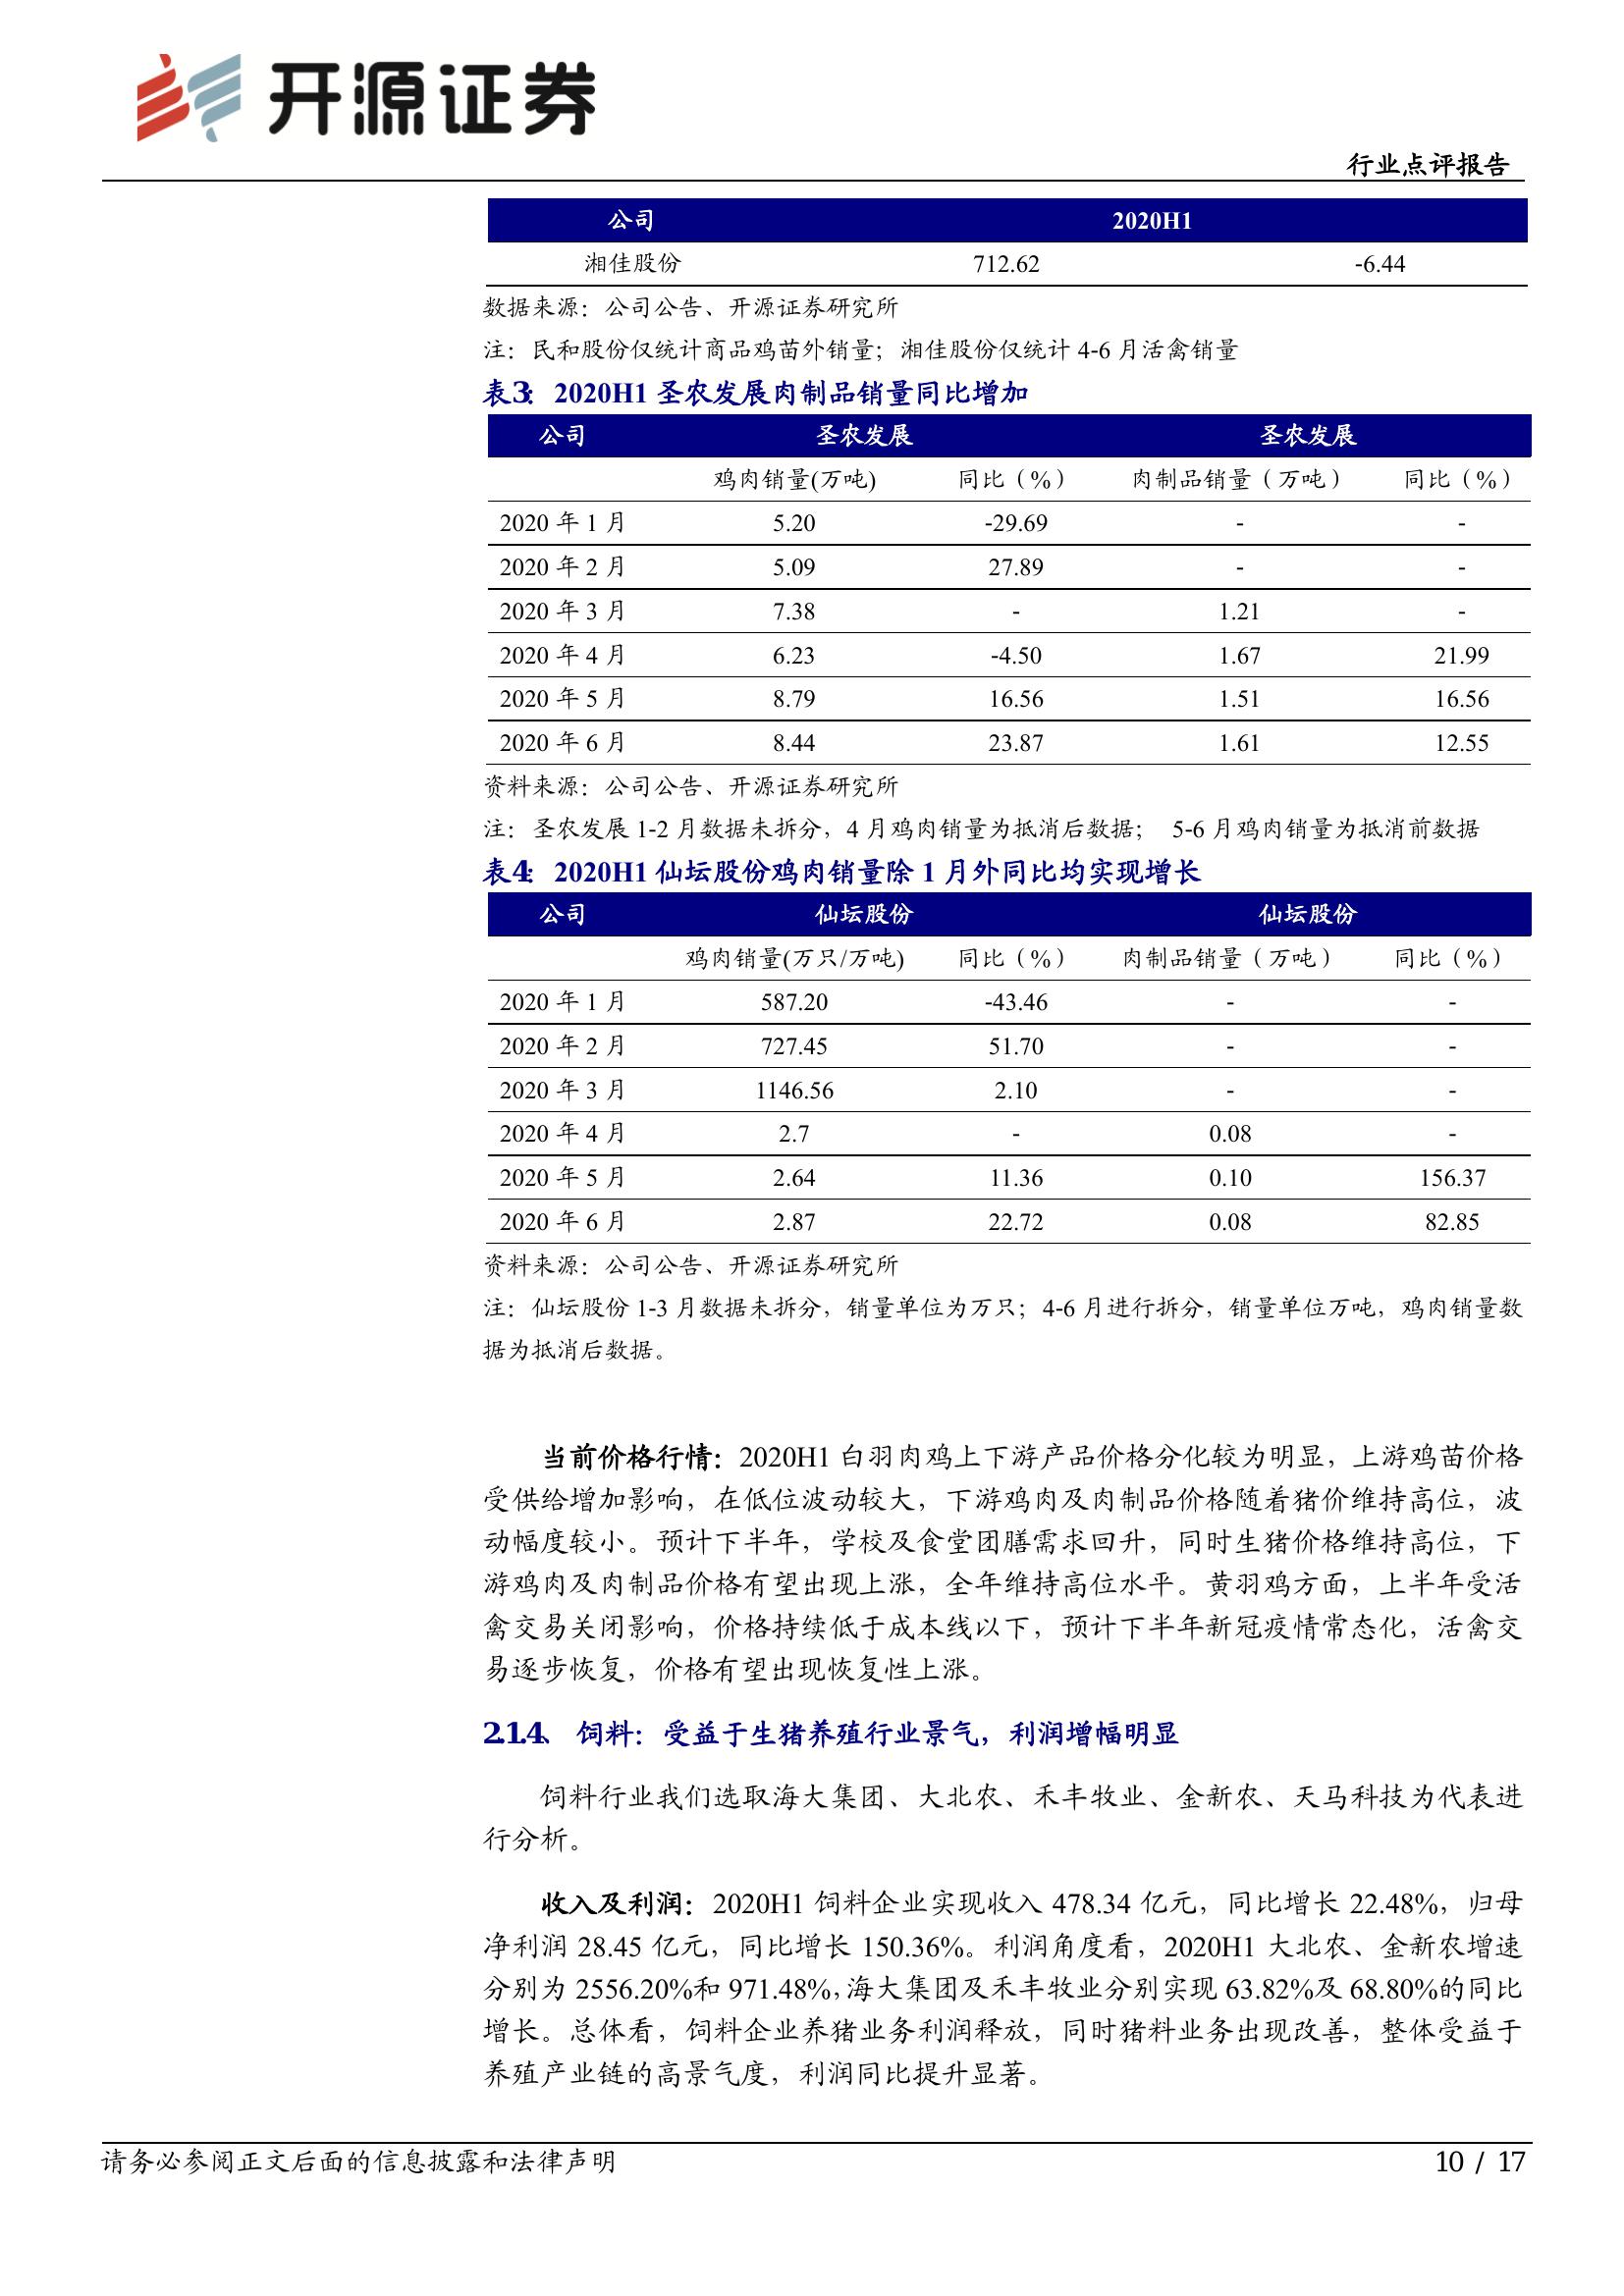 开源证券
行业点评报告
公司 2020H1
湘佳股份 712.62 -6.44
数据来源：公司公告、开源证券研究所
注：民和股份仅统计商品鸡苗外销量；湘佳股份仅统计 4-6 月活禽销量
表3： 2020H1 圣农发展肉制品销量同比增加
公司 圣农发展 圣农发展
鸡肉销量(万吨) 同比（%） 肉制品销量（万吨） 同比（%）
2020 年 1 月 5.20 -29.69 - -
2020 年 2 月 5.09 27.89 - -
2020 年 3 月 7.38 - 1.21 -
2020 年 4 月 6.23 -4.50 1.67 21.99
2020 年 5 月 8.79 16.56 1.51 16.56
2020 年 6 月 8.44 23.87 1.61 12.55
资料来源：公司公告、开源证券研究所
注：圣农发展 1-2 月数据未拆分，4 月鸡肉销量为抵消后数据； 5-6 月鸡肉销量为抵消前数据
表4： 2020H1 仙坛股份鸡肉销量除 1 月外同比均实现增长
公司 仙坛股份 仙坛股份
鸡肉销量(万只/万吨) 同比（%） 肉制品销量（万吨） 同比（%）
2020 年 1 月 587.20 -43.46 - -
2020 年 2 月 727.45 51.70 - -
2020 年 3 月 1146.56 2.10 - -
2020 年 4 月 2.7 - 0.08 -
2020 年 5 月 2.64 11.36 0.10 156.37
2020 年 6 月 2.87 22.72 0.08 82.85
资料来源：公司公告、开源证券研究所
注：仙坛股份 1-3 月数据未拆分，销量单位为万只；4-6 月进行拆分，销量单位万吨，鸡肉销量数
据为抵消后数据。
当前价格行情：2020H1 白羽肉鸡上下游产品价格分化较为明显，上游鸡苗价格
受供给增加影响，在低位波动较大，下游鸡肉及肉制品价格随着猪价维持高位，波
动幅度较小。预计下半年，学校及食堂团膳需求回升，同时生猪价格维持高位，下
游鸡肉及肉制品价格有望出现上涨，全年维持高位水平。黄羽鸡方面，上半年受活
禽交易关闭影响，价格持续低于成本线以下，预计下半年新冠疫情常态化，活禽交
易逐步恢复，价格有望出现恢复性上涨。
2.1.4、 饲料：受益于生猪养殖行业景气，利润增幅明显
饲料行业我们选取海大集团、大北农、禾丰牧业、金新农、天马科技为代表进
行分析。
收入及利润：2020H1 饲料企业实现收入 478.34 亿元，同比增长 22.48%，归母
净利润 28.45 亿元，同比增长 150.36%。利润角度看，2020H1 大北农、金新农增速
分别为 2556.20%和 971.48%，海大集团及禾丰牧业分别实现 63.82%及 68.80%的同比
增长。总体看，饲料企业养猪业务利润释放，同时猪料业务出现改善，整体受益于
养殖产业链的高景气度，利润同比提升显著。
请务必参阅正文后面的信息披露和法律声明 10 / 17